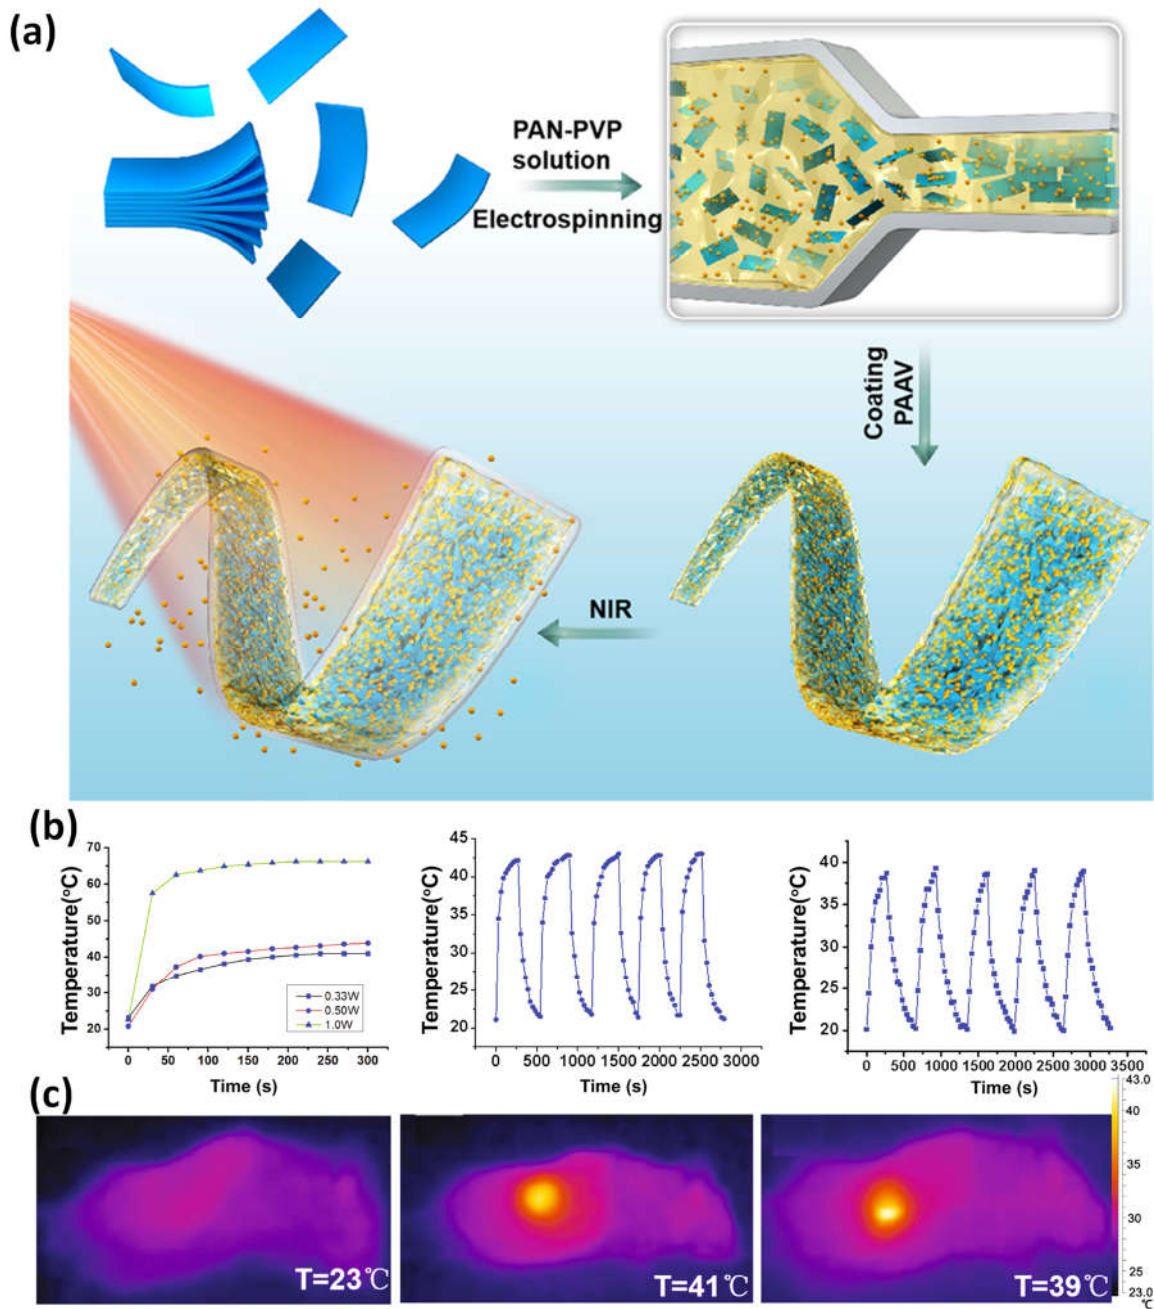 (a)
PAN-PVP
solution
Electrospinning
Coating
PAAV
NIR
(b)
Temperature(°C)
70
65
50
40
30
20
0
50
100
150
200
250
300
Time (s)
0.33W
0.50W
1.0W
Temperature(°C)
45
40
35
30
25
20
0
500
1000
1500
2000
2500
3000
Time (s)
Temperature(°C)
40
35
30
25
20
0
500
1000
1500
2000
2500
3000
3500
Time (s)
(c)
T=23℃
T=41℃
T=39℃
43.0
40
35
30
25
23.0
℃